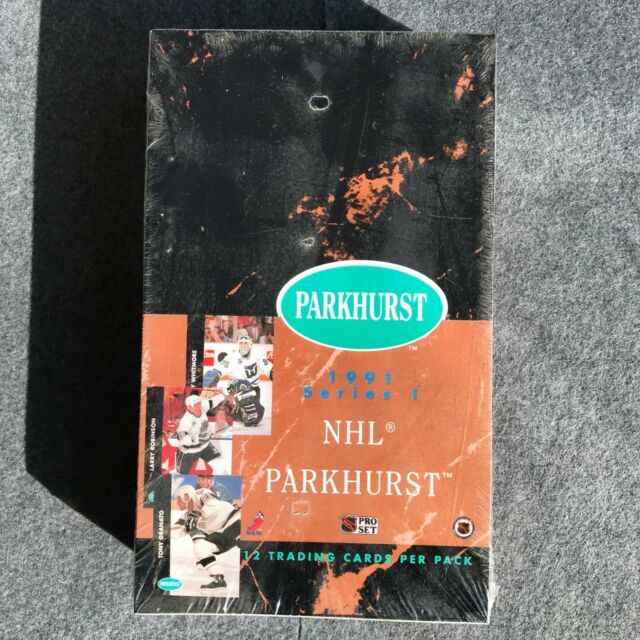 PARKHURST
TM
1991
Series I
NHL®
PARKHURST™
WHITMORE
LARRY ROBINSON
TONY GRANATO
PRO
SET
12 TRADING CARDS PER PACK